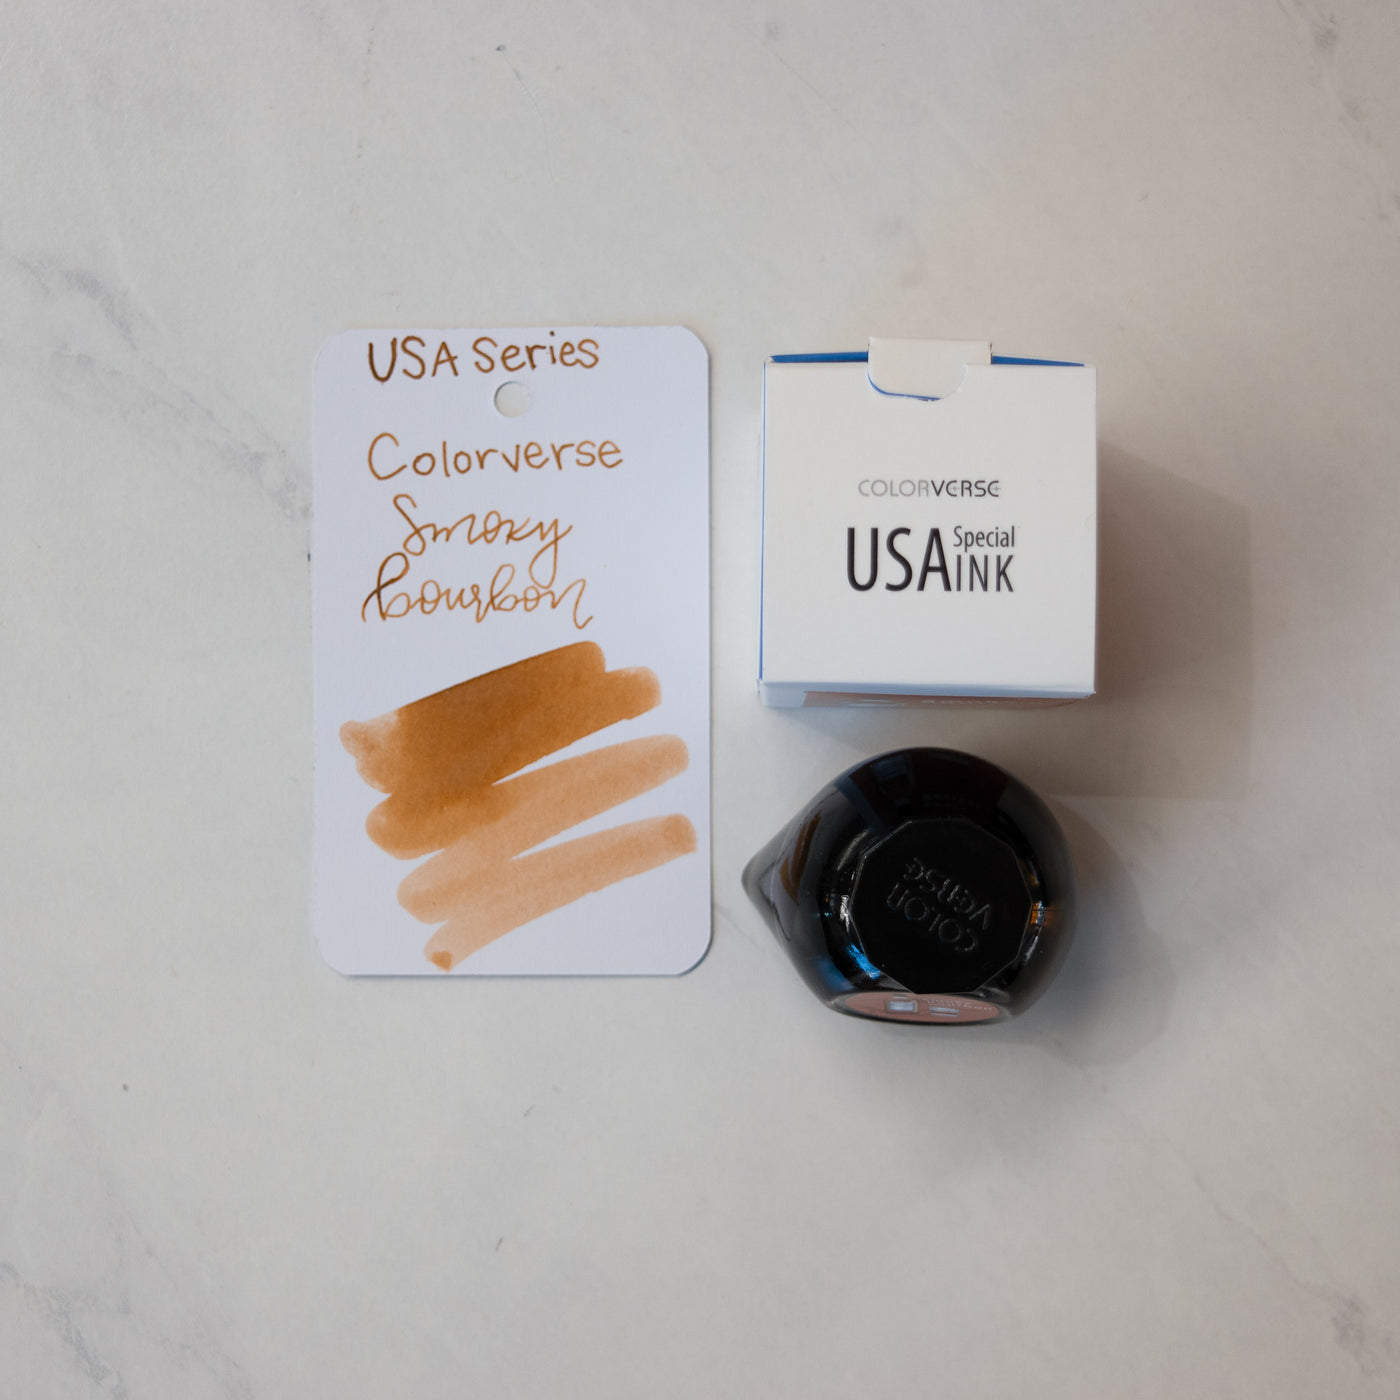 USA Series
Colorverse
Smoky
bourbon
COLORVERSE
USA Special INK
COLOR
VERSE